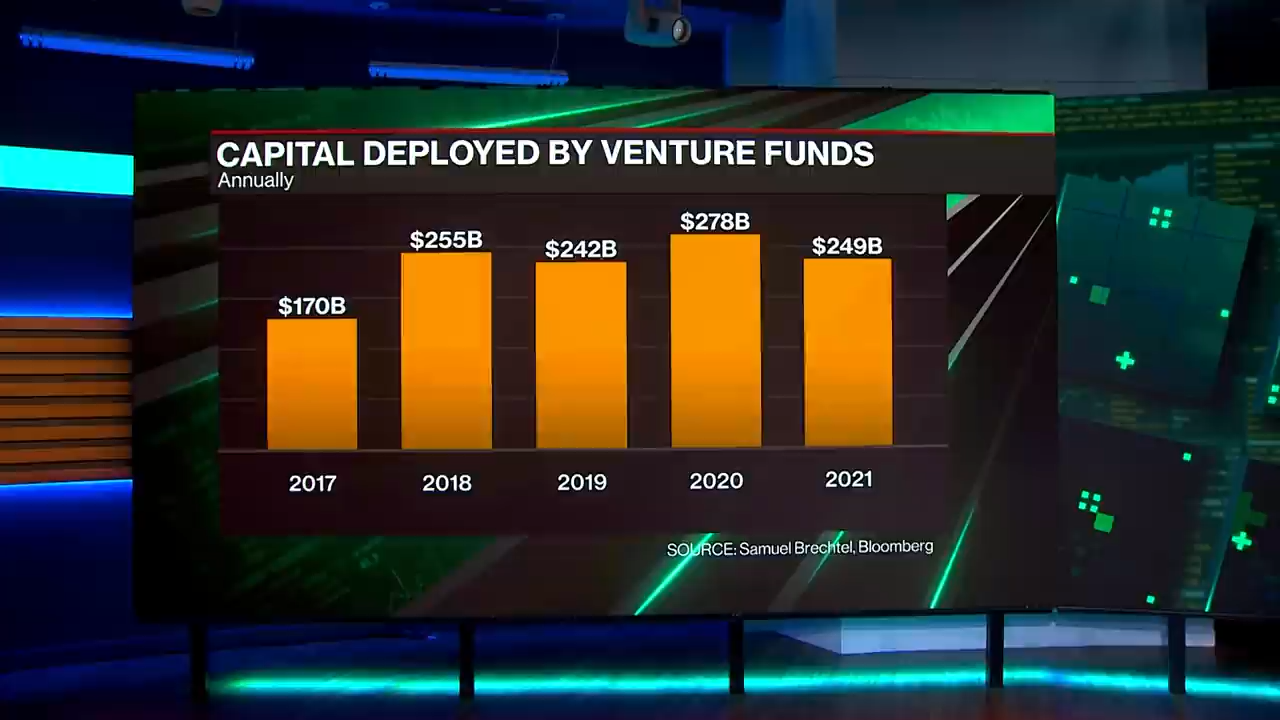 CAPITAL DEPLOYED BY VENTURE FUNDS
Annually
$170B
$255B
$242B
$278B
$249B
2017
2018
2019
2020
2021
SOURCE: Samuel Brechtel, Bloomberg